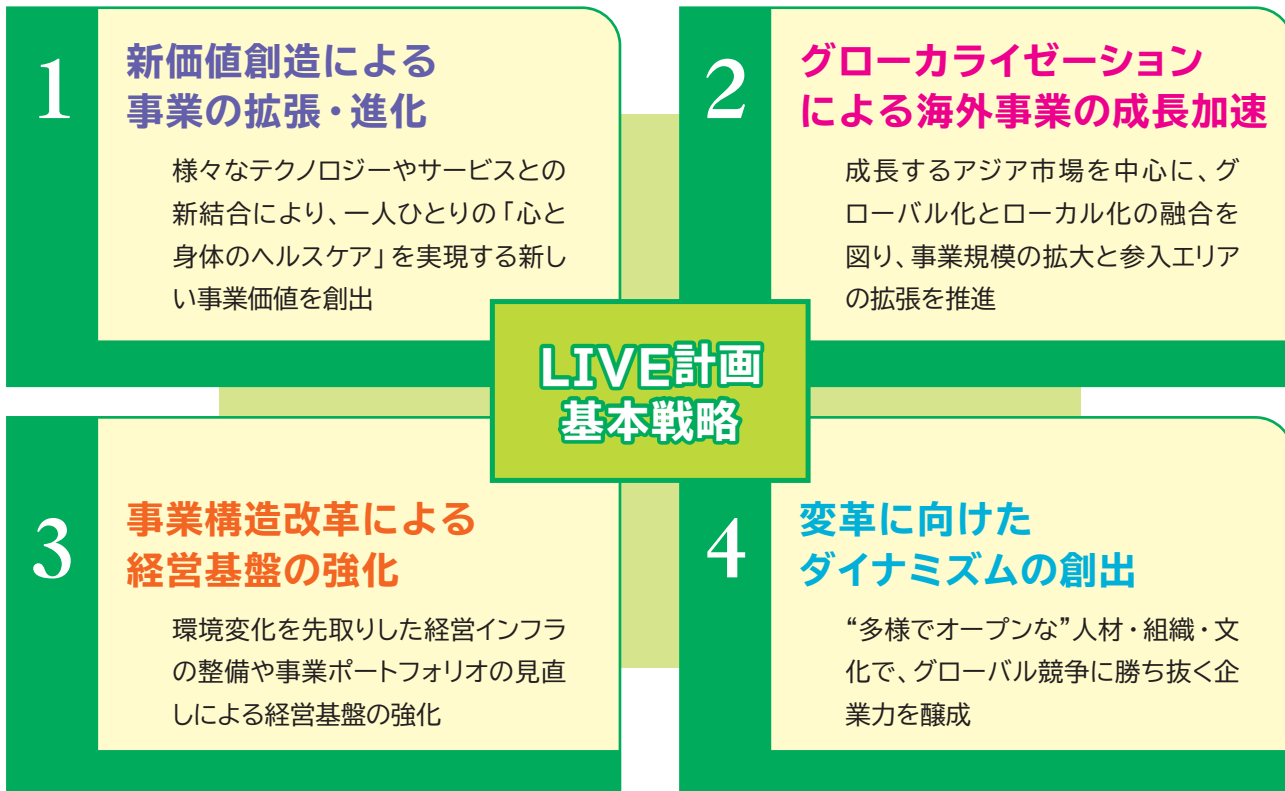 1
新価値創造による
事業の拡張・進化
様々なテクノロジーやサービスとの
新結合により、一人ひとりの「心と
身体のヘルスケア」を実現する新し
い事業価値を創出
2
グローカライゼーション
による海外事業の成長加速
成長するアジア市場を中心に、グ
ローバル化とローカル化の融合を
図り、事業規模の拡大と参入エリア
の拡張を推進
LIVE計画
基本戦略
3
事業構造改革による
経営基盤の強化
環境変化を先取りした経営インフラ
の整備や事業ポートフォリオの見直
しによる経営基盤の強化
4
変革に向けた
ダイナミズムの創出
“多様でオープンな”人材・組織・文
化で、グローバル競争に勝ち抜く企
業力を醸成